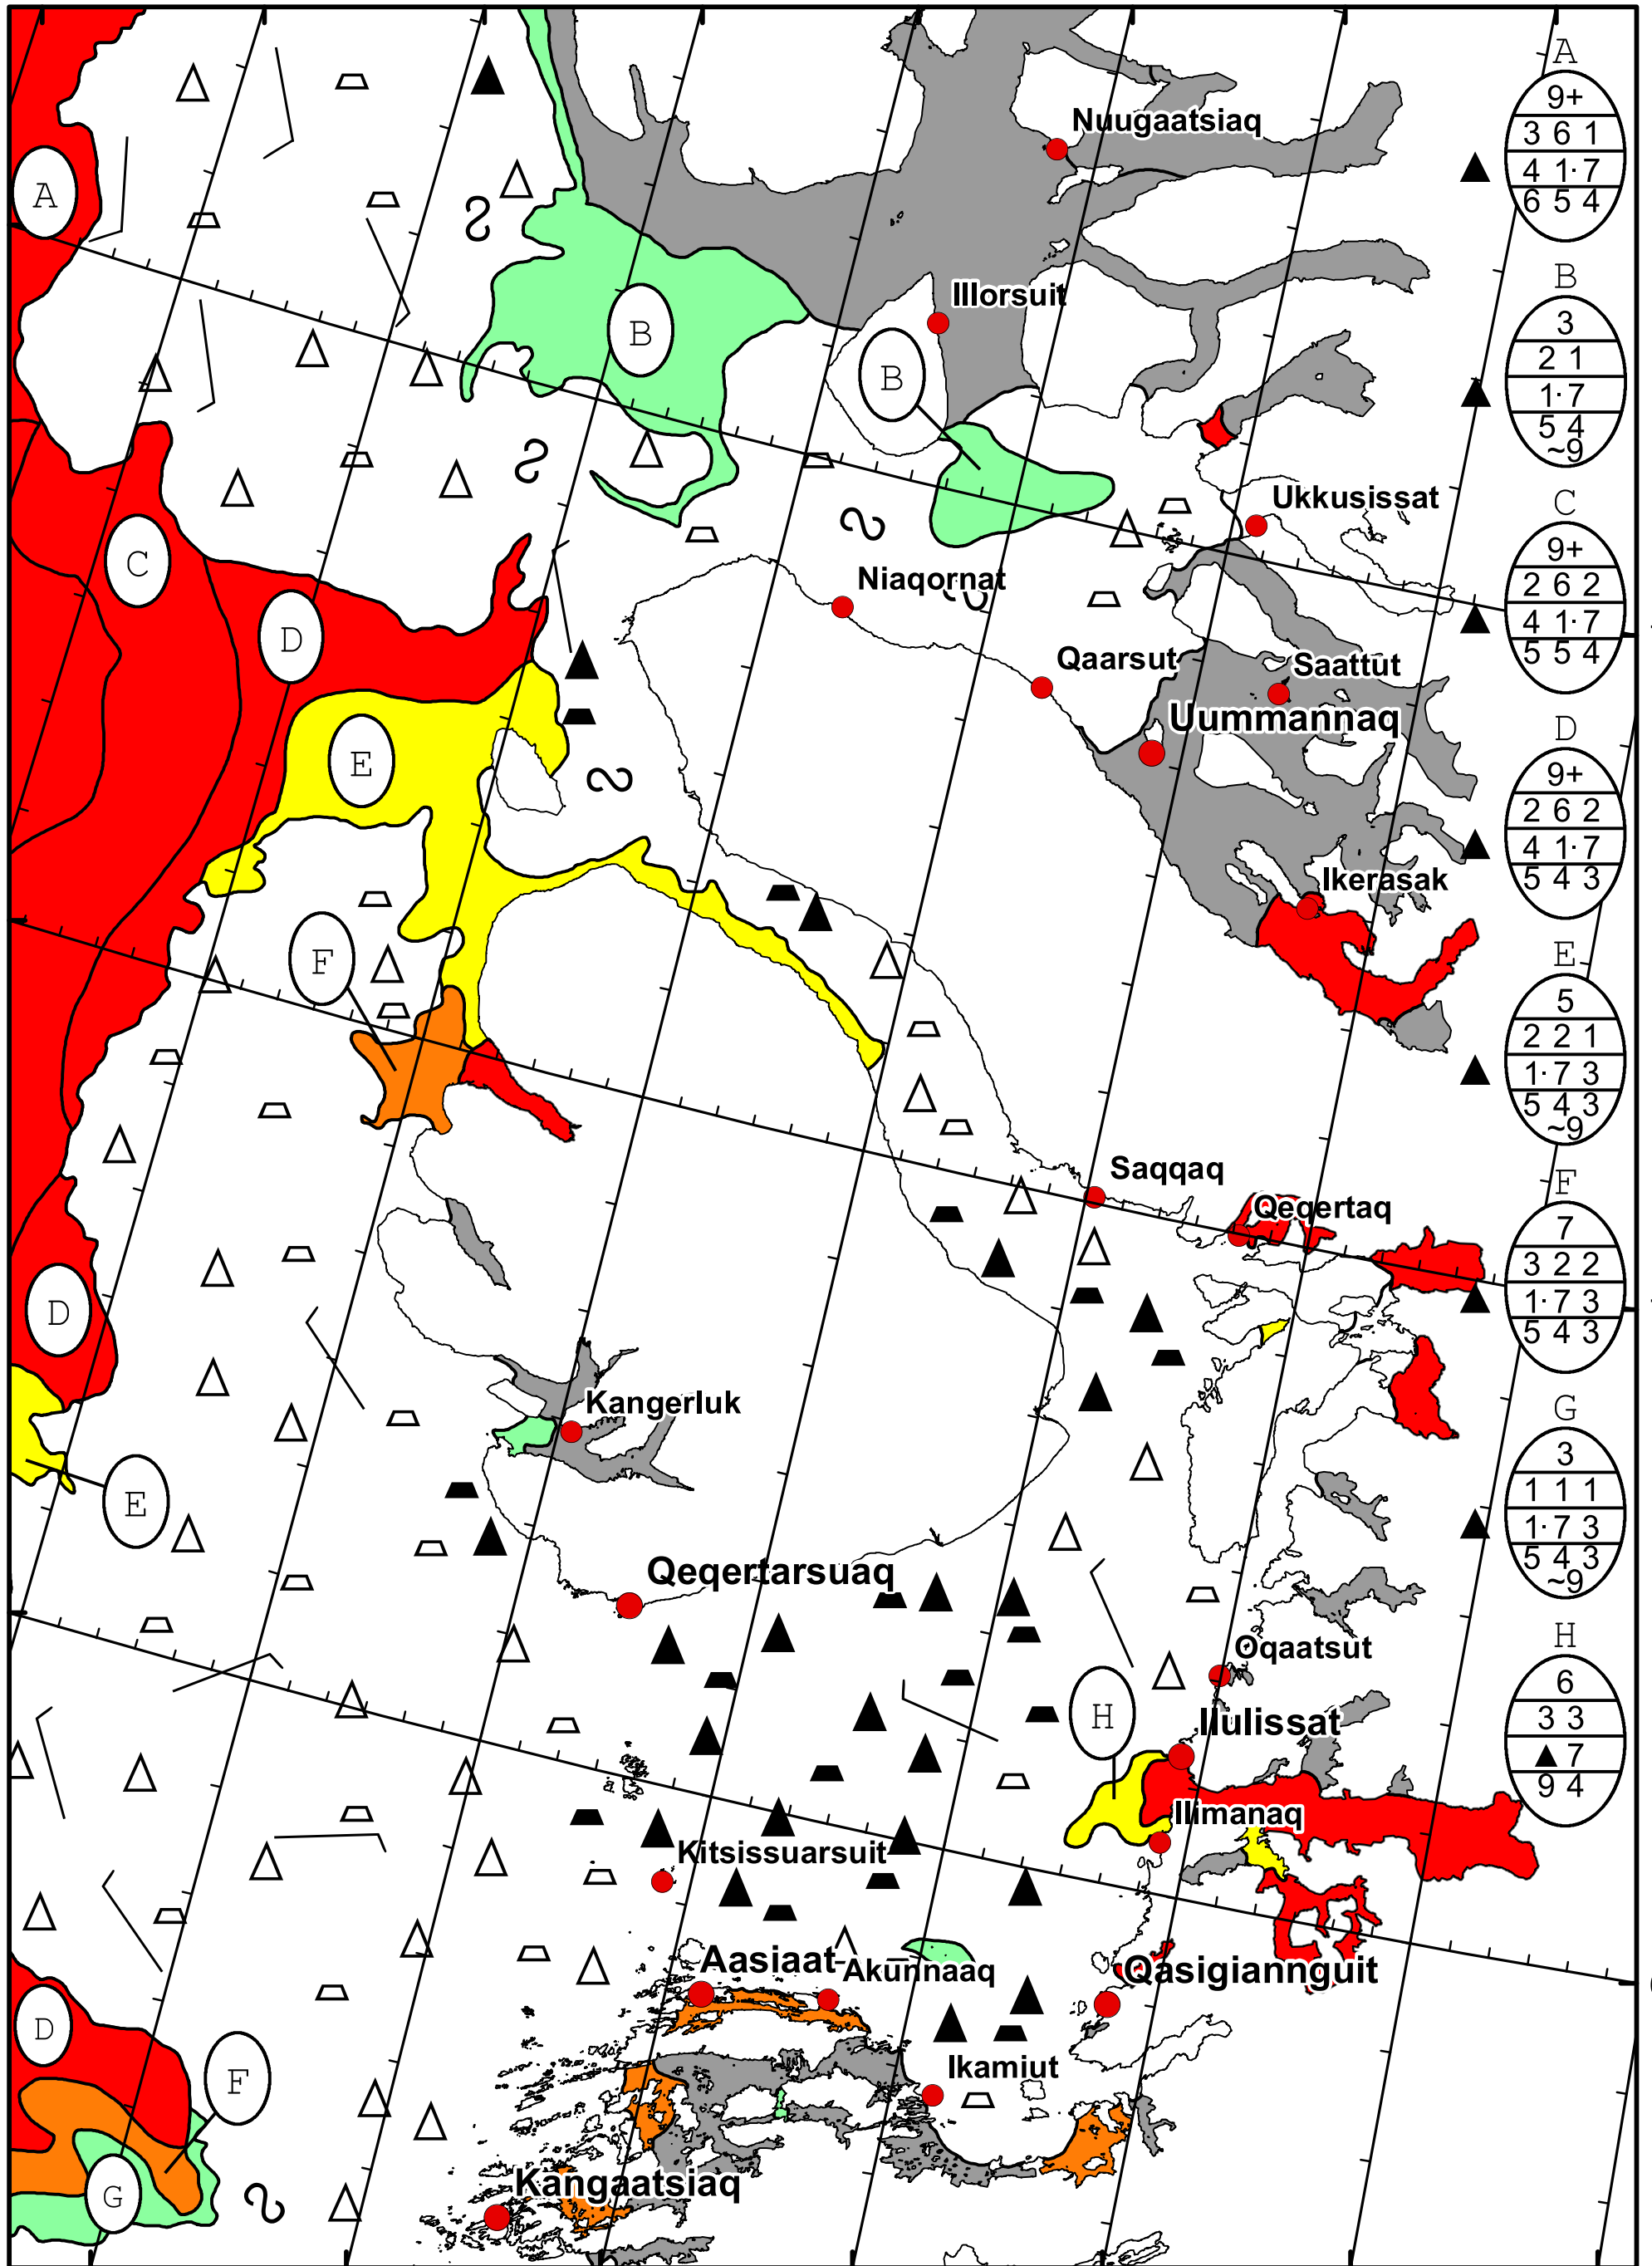 A
9+
3 6 1
4 1· 7
6 5 4
Nuugaatsiaq
A
B
3
2 1
1· 7
5 4
~9
Illorsuit
B
B
C
9+
2 6 2
4 1· 7
5 5 4
Ukkusissat
C
Niaqornat
D
Qaarsut
Saattut
Uummannaq
D
9+
2 6 2
4 1· 7
5 4 3
E
Ikerasak
F
E
5
2 2 1
1· 7 3
5 4 3
~9
Saqqaq
Qeqertaq
F
7
3 2 2
1· 7 3
5 4 3
D
Kangerluk
G
3
1 1 1
1· 7 3
5 4 3
~9
E
Qeqertarsuaq
Oqaatsut
H
6
3 3
▲ 7
9 4
H
Ilulissat
Ilimanaq
Kitsissuarsuit
Aasiaat
Akunnaaq
Qasigiannguit
D
Ikamiut
F
Kangaatsiaq
G